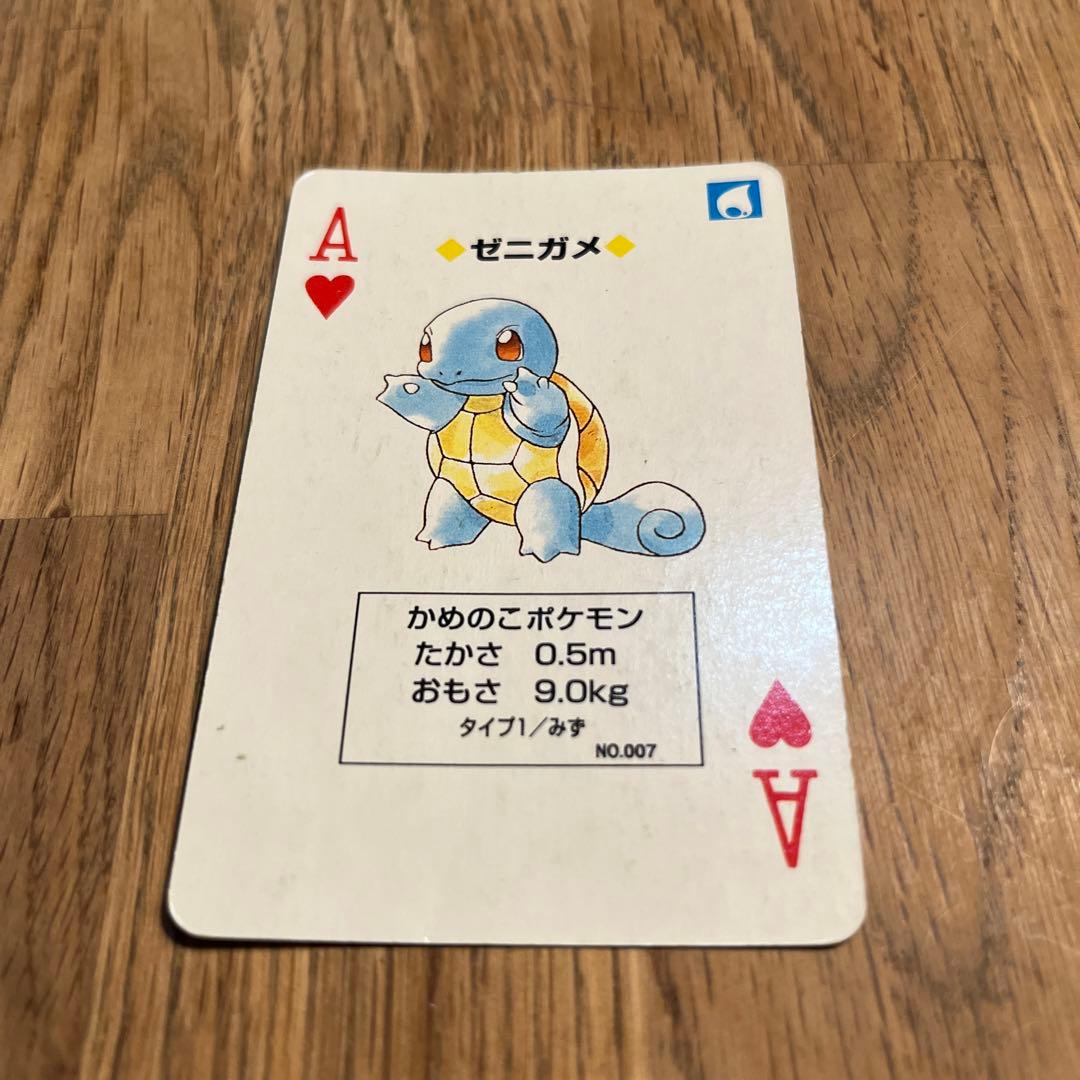 A
ゼニガメ
かめのこポケモン
たかさ 0.5m
おもさ 9.0kg
タイプ1/みず
NO.007
A